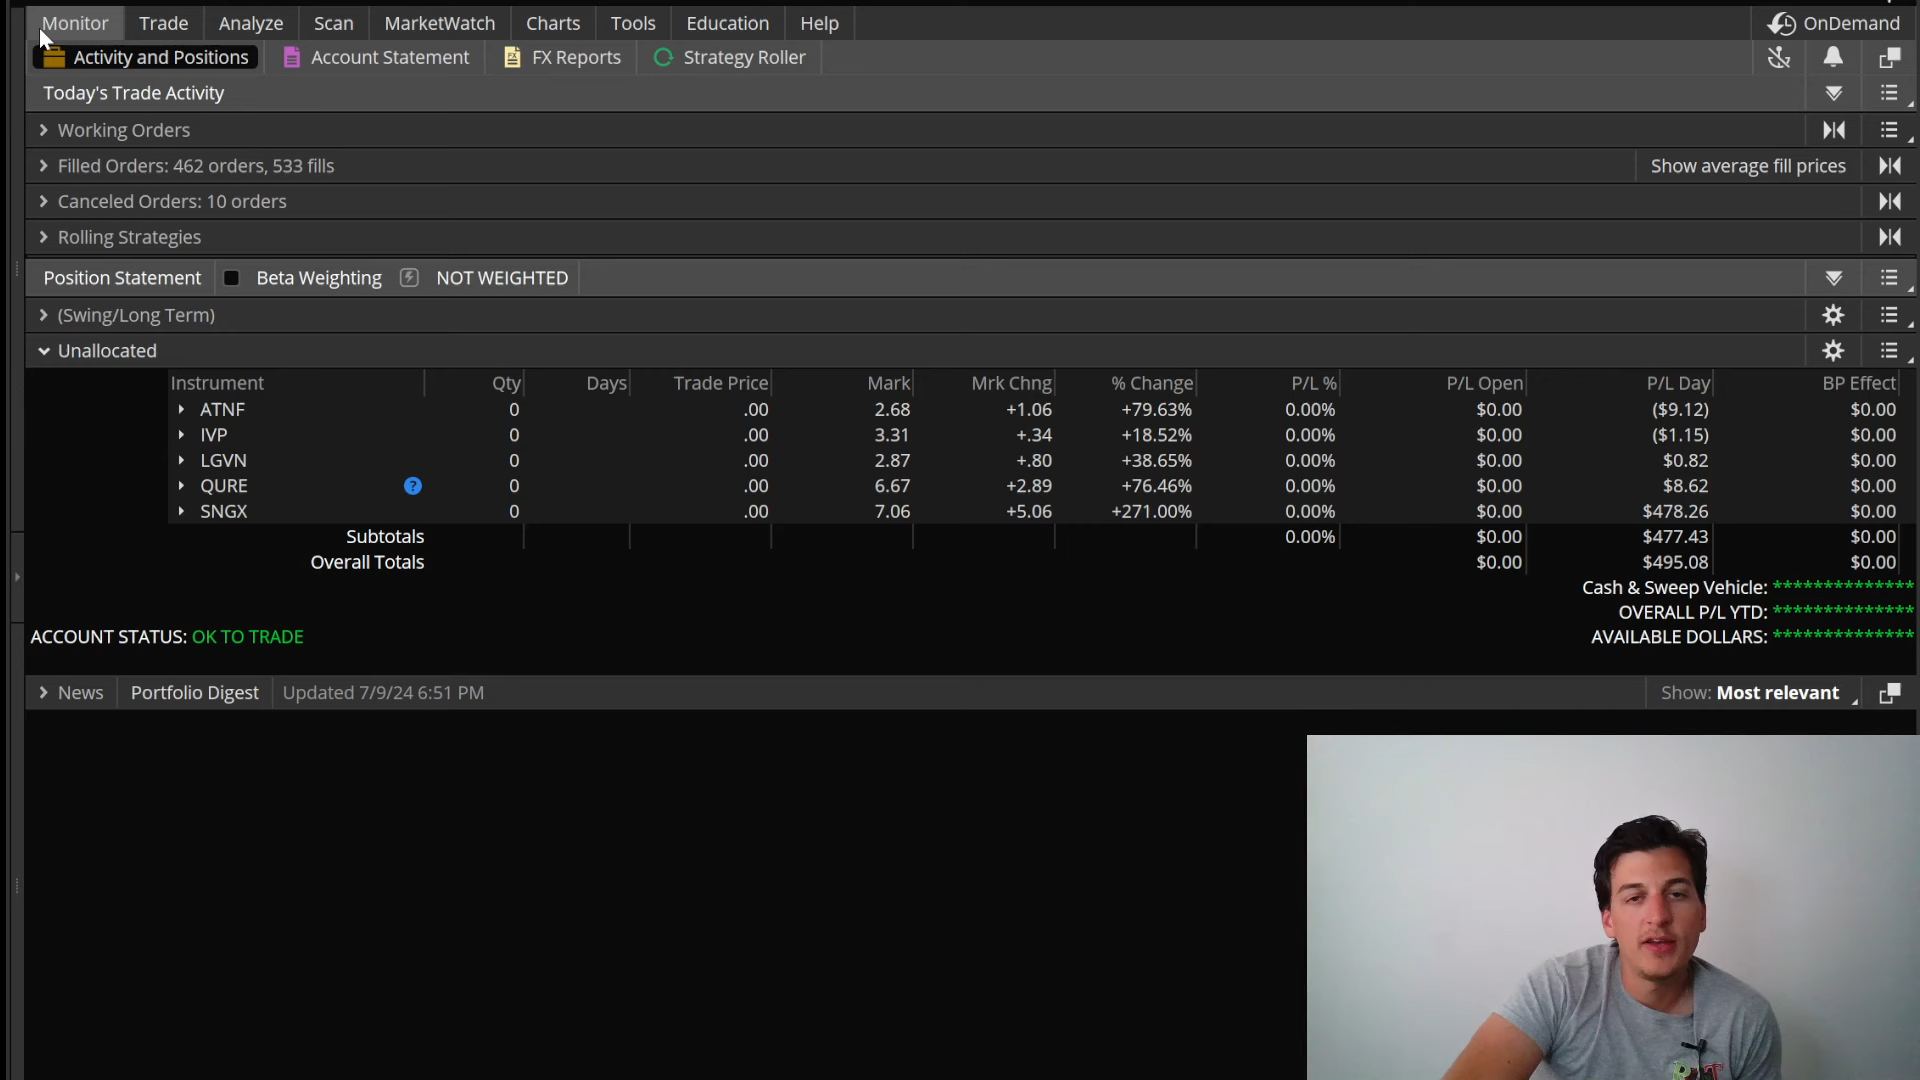 Monitor Trade Analyze Scan MarketWatch Charts Tools Education Help OnDemand
Activity and Positions Account Statement FX Reports Strategy Roller
Today's Trade Activity
Working Orders
Filled Orders: 462 orders, 533 fills Show average fill prices
Canceled Orders: 10 orders
Rolling Strategies
Position Statement Beta Weighting NOT WEIGHTED
(Swing/Long Term)
Unallocated
Instrument Qty Days Trade Price Mark Mrk Chng % Change P/L % P/L Open P/L Day BP Effect
ATNF 0 .00 2.68 +1.06 +79.63% 0.00% $0.00 ($9.12) $0.00
IVP 0 .00 3.31 +.34 +18.52% 0.00% $0.00 ($1.15) $0.00
LGVN 0 .00 2.87 +.80 +38.65% 0.00% $0.00 $0.82 $0.00
QURE ? 0 .00 6.67 +2.89 +76.46% 0.00% $0.00 $8.62 $0.00
SNGX 0 .00 7.06 +5.06 +271.00% 0.00% $0.00 $478.26 $0.00
Subtotals 0.00% $0.00 $477.43 $0.00
Overall Totals $0.00 $495.08 $0.00
Cash & Sweep Vehicle: **************
OVERALL P/L YTD: **************
ACCOUNT STATUS: OK TO TRADE AVAILABLE DOLLARS: **************
News Portfolio Digest Updated 7/9/24 6:51 PM Show: Most relevant